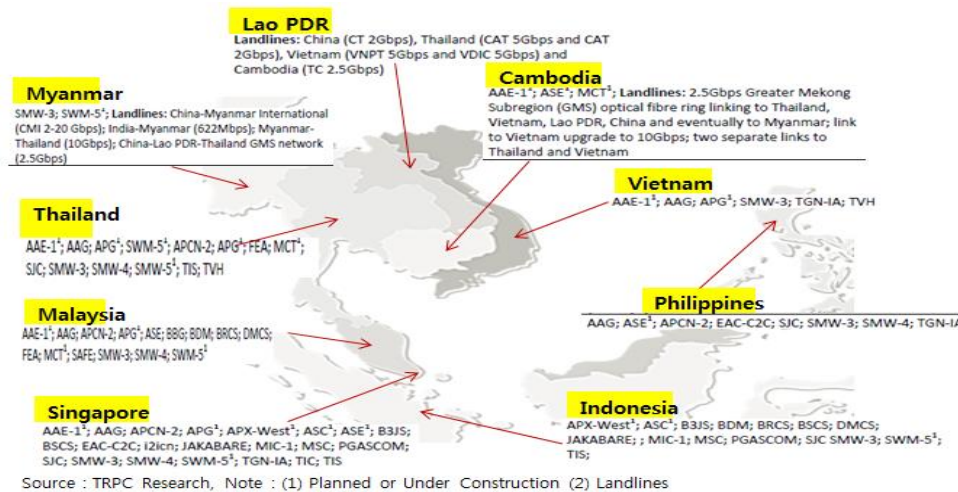 Lao PDR
Landlines: China (CT 2Gbps), Thailand (CAT 5Gbps and CAT
2Gbps), Vietnam (VNPT 5Gbps and VDIC 5Gbps) and
Cambodia (TC 2.5Gbps)
Cambodia
AAE-1¹; ASE¹; MCT¹; Landlines: 2.5Gbps Greater Mekong
Subregion (GMS) optical fibre ring linking to Thailand,
Vietnam, Lao PDR, China and eventually to Myanmar; link
to Vietnam upgrade to 10Gbps; two separate links to
Thailand and Vietnam
Myanmar
SMW-3; SWM-5¹; Landlines: China-Myanmar International
(CMI 2-20 Gbps); India-Myanmar (622Mbps); Myanmar-
Thailand (10Gbps); China-Lao PDR-Thailand GMS network
(2.5Gbps)
Vietnam
AAE-1¹; AAG; APG¹; SMW-3; TGN-IA; TVH
Thailand
AAE-1¹; AAG; APG¹; SWM-5¹; APCN-2; APG¹; FEA; MCT¹;
SJC; SMW-3; SMW-4; SMW-5¹; TIS; TVH
Philippines
AAG; ASE¹; APCN-2; EAC-C2C; SJC; SMW-3; SMW-4; TGN-IA
Malaysia
AAE-1¹; AAG; APCN-2; APG¹; ASE; BBG; BDM; BRCS; DMCS;
FEA; MCT¹; SAFE; SMW-3; SMW-4; SWM-5¹
Singapore
AAE-1¹; AAG; APCN-2; APG¹; APX-West¹; ASC¹; ASE¹; B3JS;
BSCS; EAC-C2C; i2icn; JAKABARE; MIC-1; MSC; PGASCOM;
SJC; SMW-3; SMW-4; SWM-5¹; TGN-IA; TIC; TIS
Indonesia
APX-West¹; ASC¹; B3JS; BDM; BRCS; BSCS; DMCS;
JAKABARE; ; MIC-1; MSC; PGASCOM; SJC SMW-3; SWM-5¹;
TIS;
Source : TRPC Research, Note : (1) Planned or Under Construction (2) Landlines